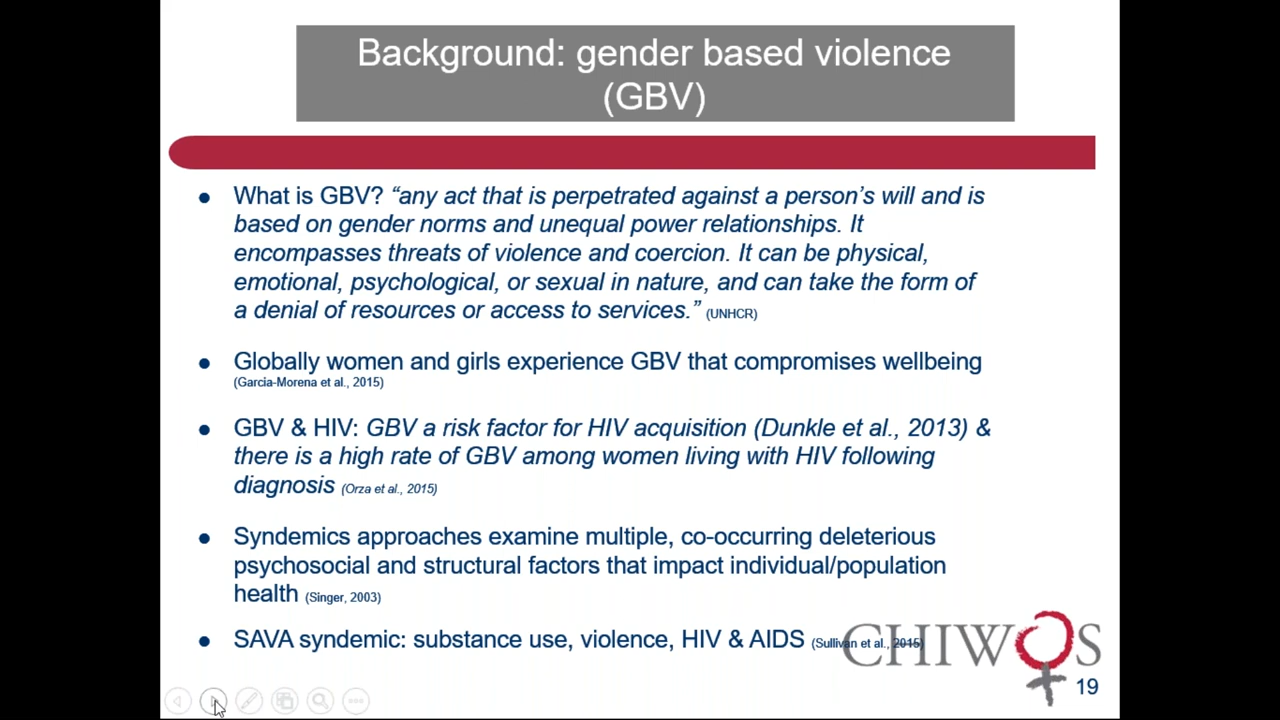 Background: gender based violence
(GBV)
● What is GBV? “any act that is perpetrated against a person’s will and is
based on gender norms and unequal power relationships. It
encompasses threats of violence and coercion. It can be physical,
emotional, psychological, or sexual in nature, and can take the form of
a denial of resources or access to services.” (UNHCR)
● Globally women and girls experience GBV that compromises wellbeing
(Garcia-Morena et al., 2015)
● GBV & HIV: GBV a risk factor for HIV acquisition (Dunkle et al., 2013) &
there is a high rate of GBV among women living with HIV following
diagnosis (Orza et al., 2015)
● Syndemics approaches examine multiple, co-occurring deleterious
psychosocial and structural factors that impact individual/population
health (Singer, 2003)
● SAVA syndemic: substance use, violence, HIV & AIDS (Sullivan et al., 2015)
CHIWOS
19